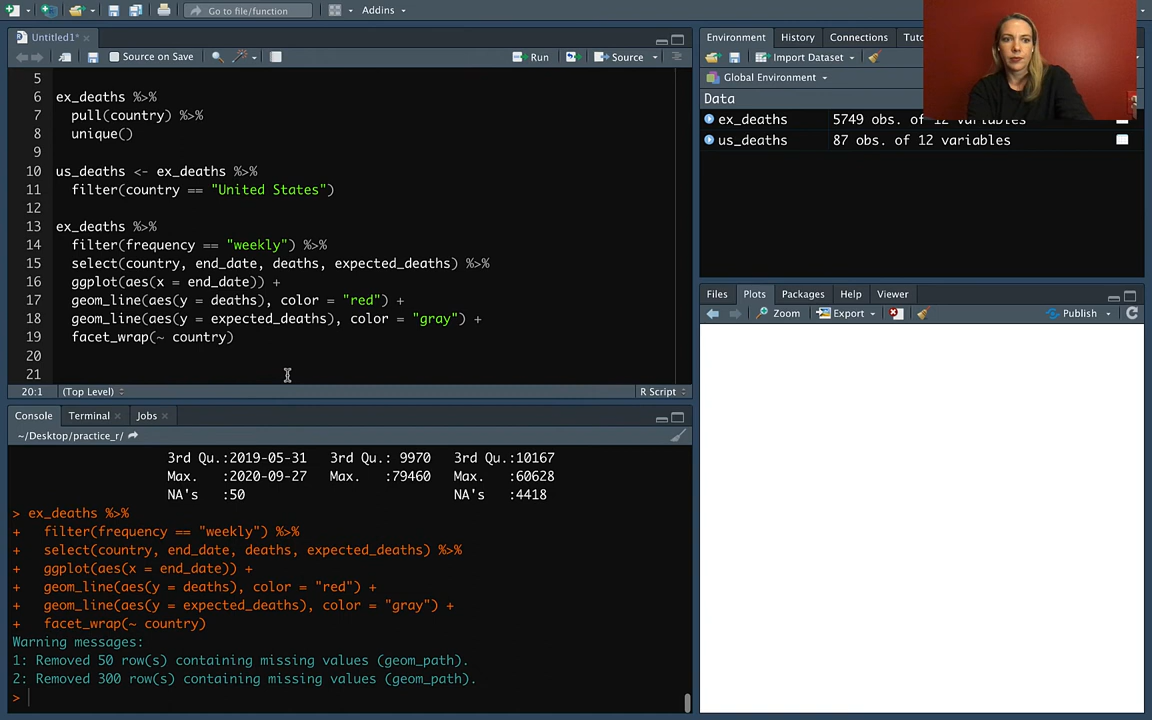 Go to file/function
Addins
Untitled1*
Source on Save
Run
Source
5
6 ex_deaths %>%
7 pull(country) %>%
8 unique()
9
10 us_deaths <- ex_deaths %>%
11 filter(country == "United States")
12
13 ex_deaths %>%
14 filter(frequency == "weekly") %>%
15 select(country, end_date, deaths, expected_deaths) %>%
16 ggplot(aes(x = end_date)) +
17 geom_line(aes(y = deaths), color = "red") +
18 geom_line(aes(y = expected_deaths), color = "gray") +
19 facet_wrap(~ country)
20
21
20:1 (Top Level) R Script
Console Terminal Jobs
~/Desktop/practice_r/
3rd Qu.:2019-05-31 3rd Qu.: 9970 3rd Qu.:10167
Max. :2020-09-27 Max. :79460 Max. :60628
NA's :50 NA's :4418
> ex_deaths %>%
+ filter(frequency == "weekly") %>%
+ select(country, end_date, deaths, expected_deaths) %>%
+ ggplot(aes(x = end_date)) +
+ geom_line(aes(y = deaths), color = "red") +
+ geom_line(aes(y = expected_deaths), color = "gray") +
+ facet_wrap(~ country)
Warning messages:
1: Removed 50 row(s) containing missing values (geom_path).
2: Removed 300 row(s) containing missing values (geom_path).
>
Environment History Connections Tuto
Import Dataset
Global Environment
Data
ex_deaths 5749 obs. of 12 variables
us_deaths 87 obs. of 12 variables
Files Plots Packages Help Viewer
Zoom Export Publish